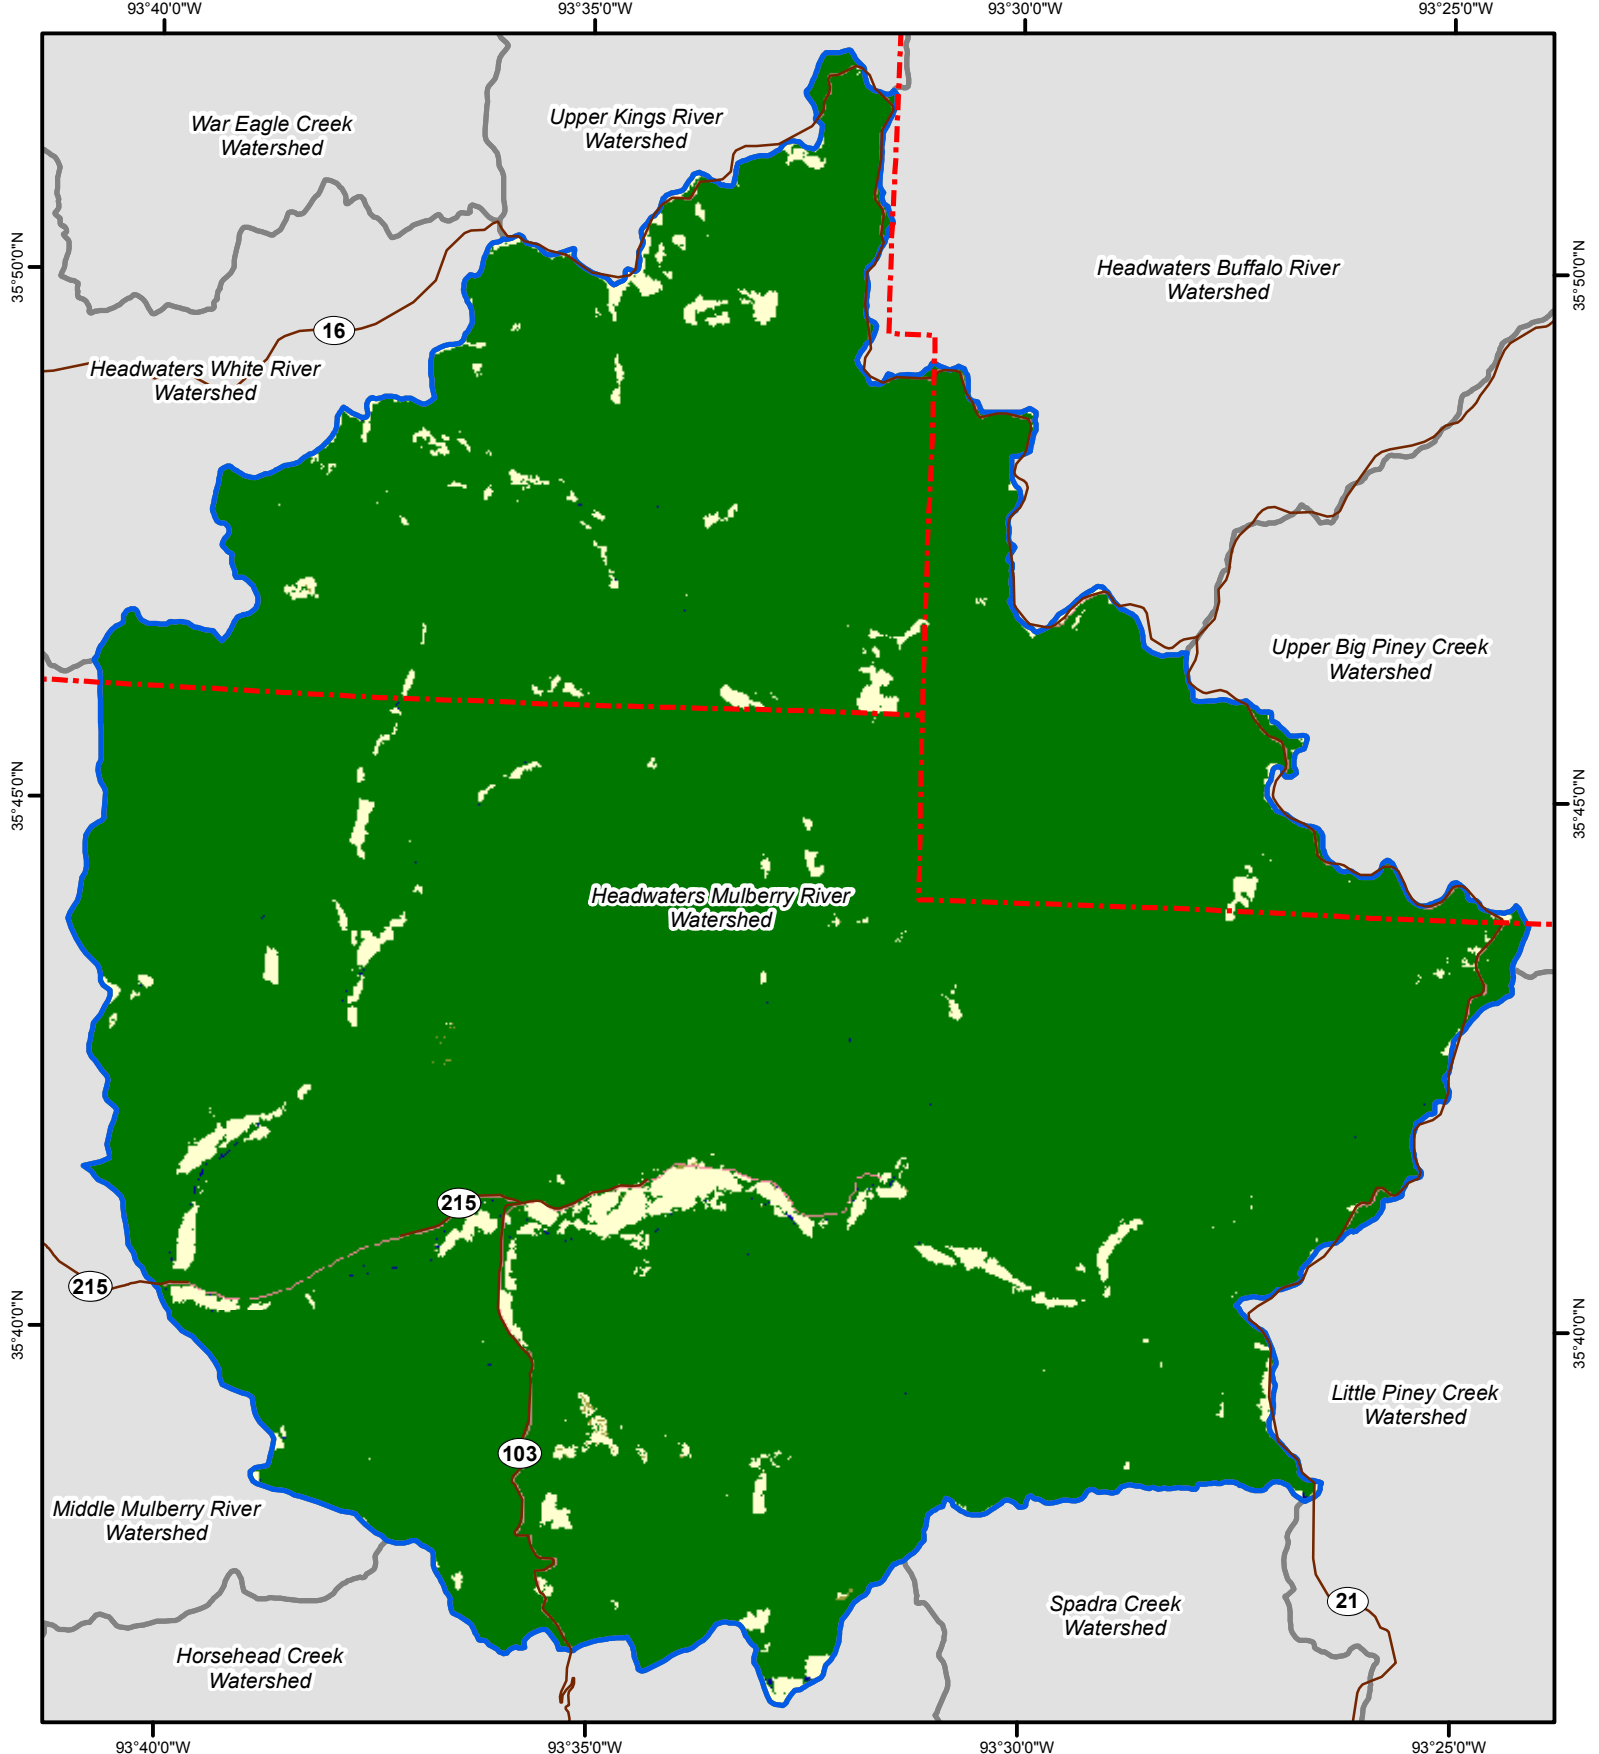 93°40'0"W
93°35'0"W
93°30'0"W
93°25'0"W
War Eagle Creek
Watershed
Upper Kings River
Watershed
35°50'0"N
Headwaters Buffalo River
Watershed
35°50'0"N
16
Headwaters White River
Watershed
Upper Big Piney Creek
Watershed
35°45'0"N
35°45'0"N
Headwaters Mulberry River
Watershed
215
215
35°40'0"N
35°40'0"N
Little Piney Creek
Watershed
103
Middle Mulberry River
Watershed
Spadra Creek
Watershed
21
Horsehead Creek
Watershed
93°40'0"W
93°35'0"W
93°30'0"W
93°25'0"W